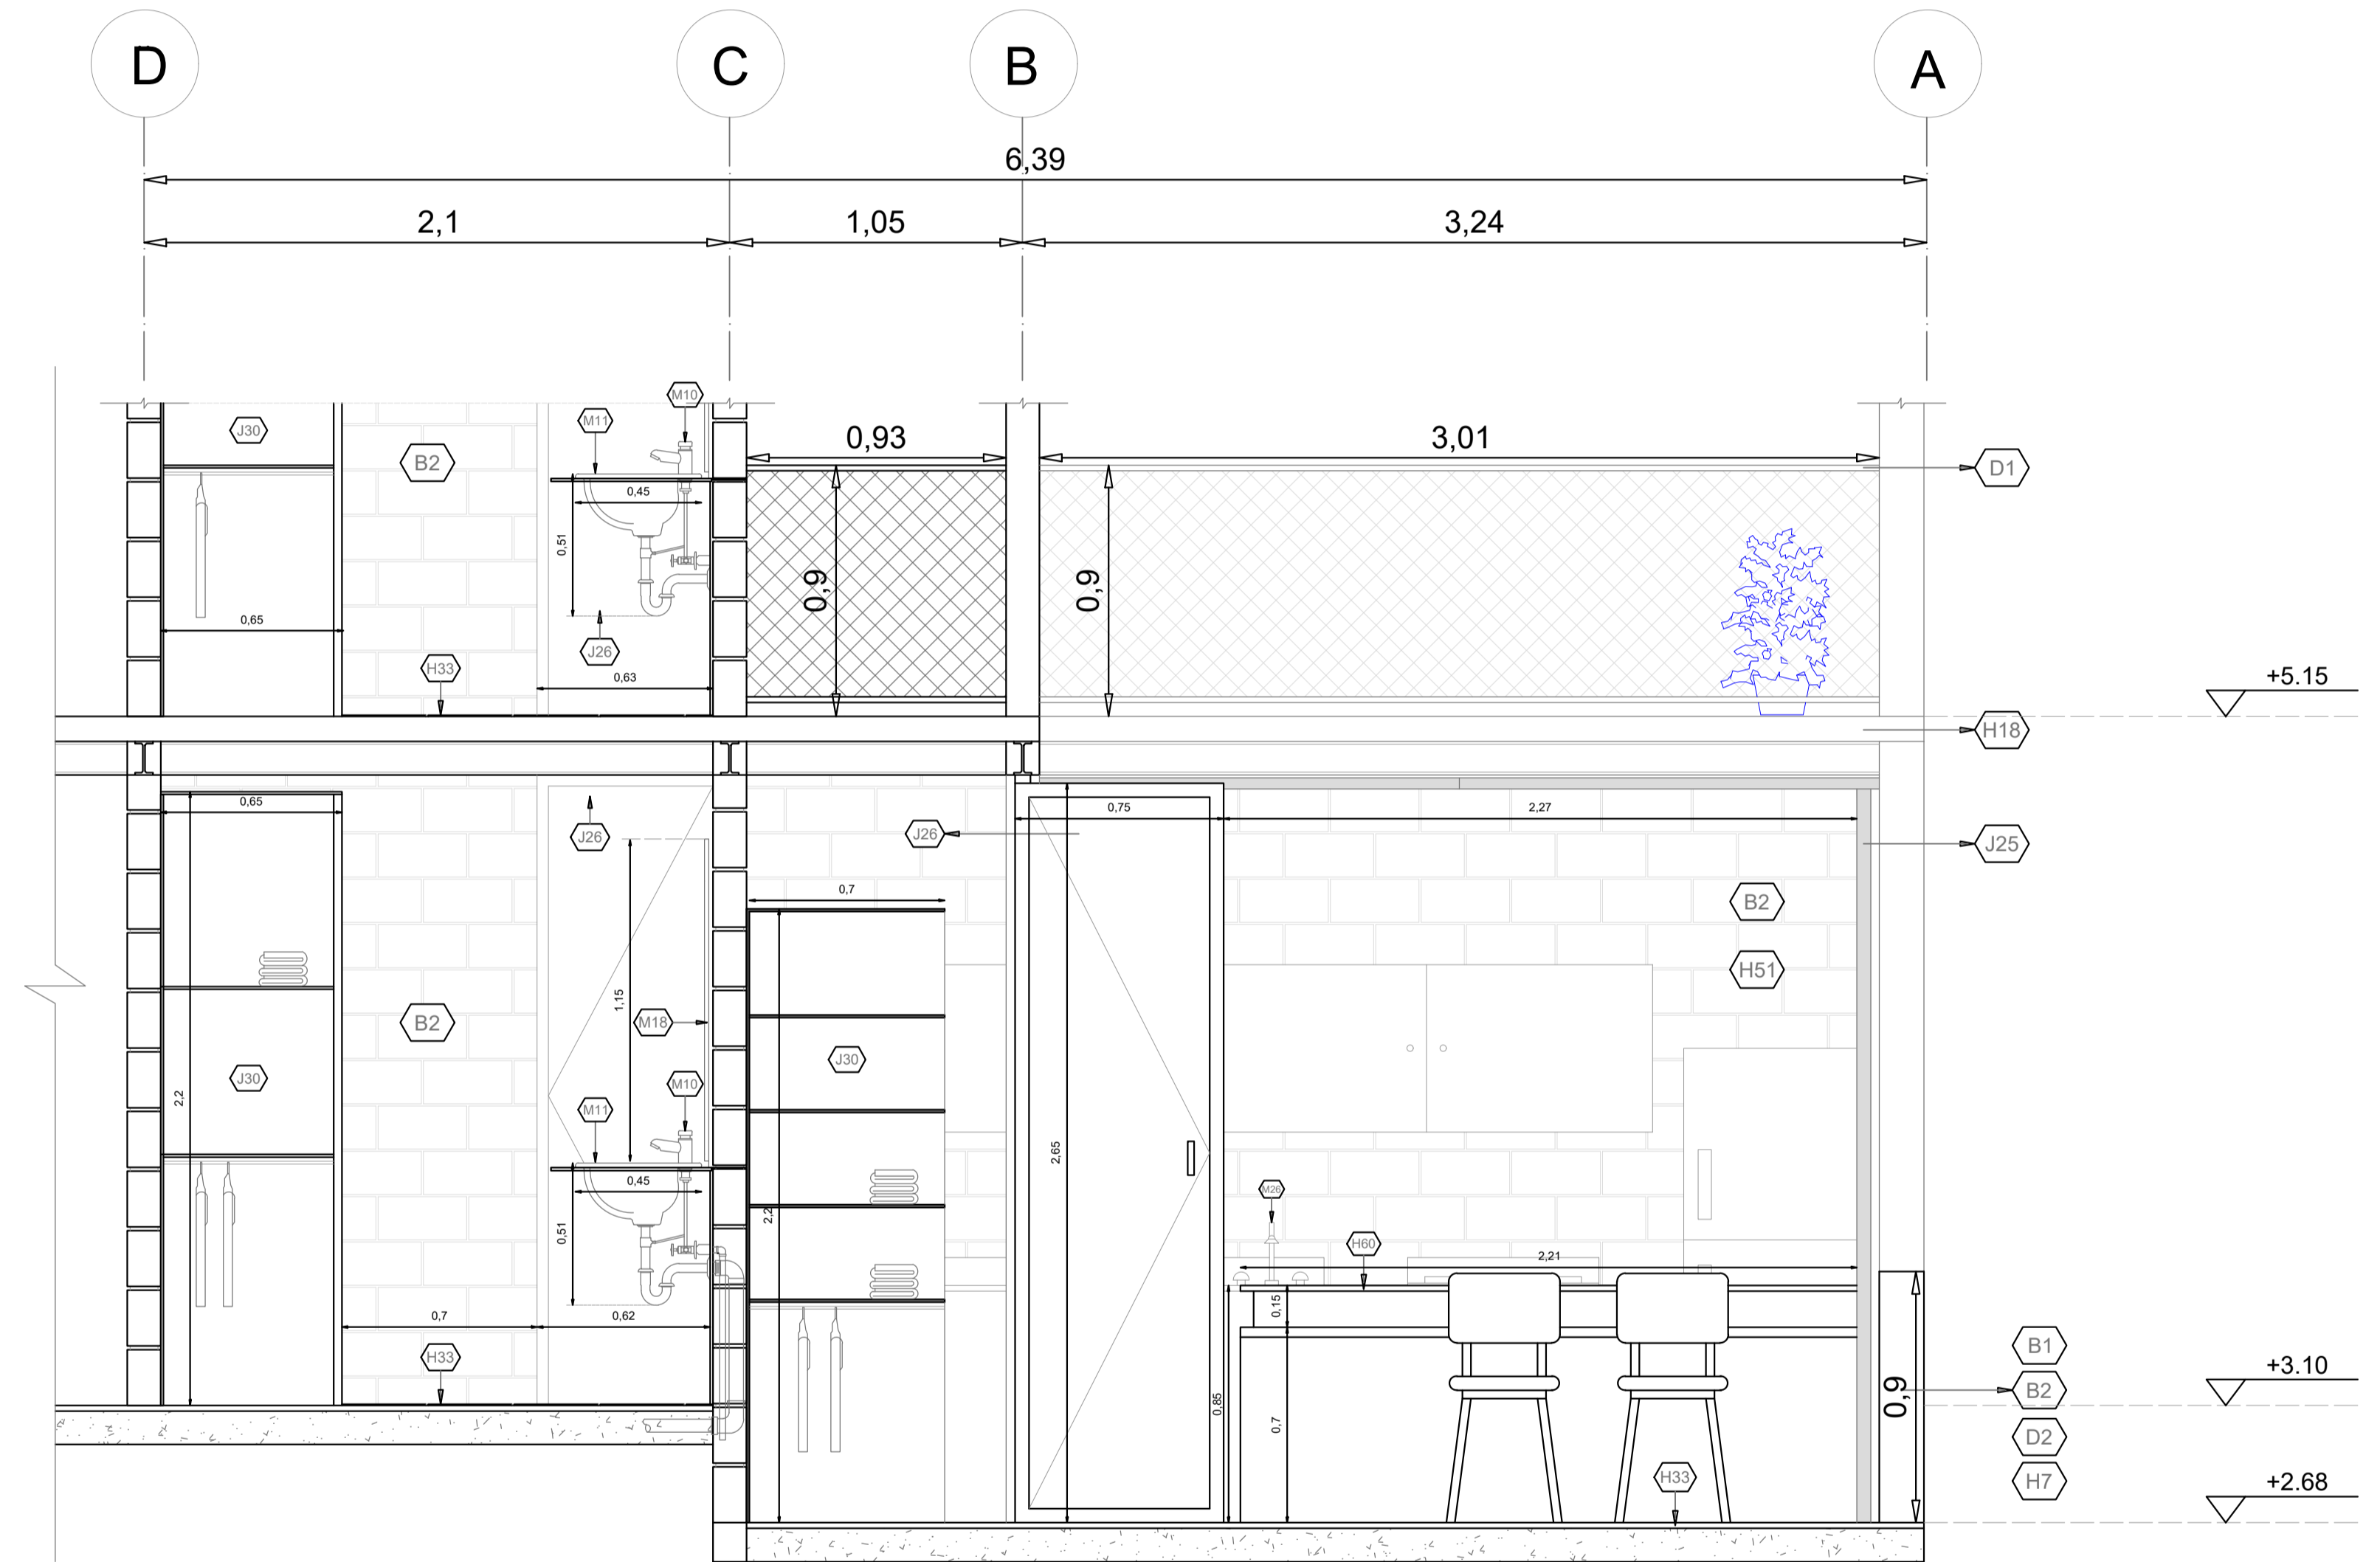 D
C
B
A
6,39
2,1
1,05
3,24
M10
M11
J30
B2
0,93
3,01
D1
0,45
0,51
0,9
0,9
0,65
J26
H33
0,63
+5.15
H18
0,65
J26
J26
0,75
2,27
J25
0,7
B2
H51
1,15
B2
M18
J30
J30
2,2
M10
M11
2,65
0,45
M26
0,51
2,2
H60
2,21
0,15
0,7
0,62
H33
0,85
0,7
B1
+3.10
0,9
B2
D2
H33
H7
+2.68